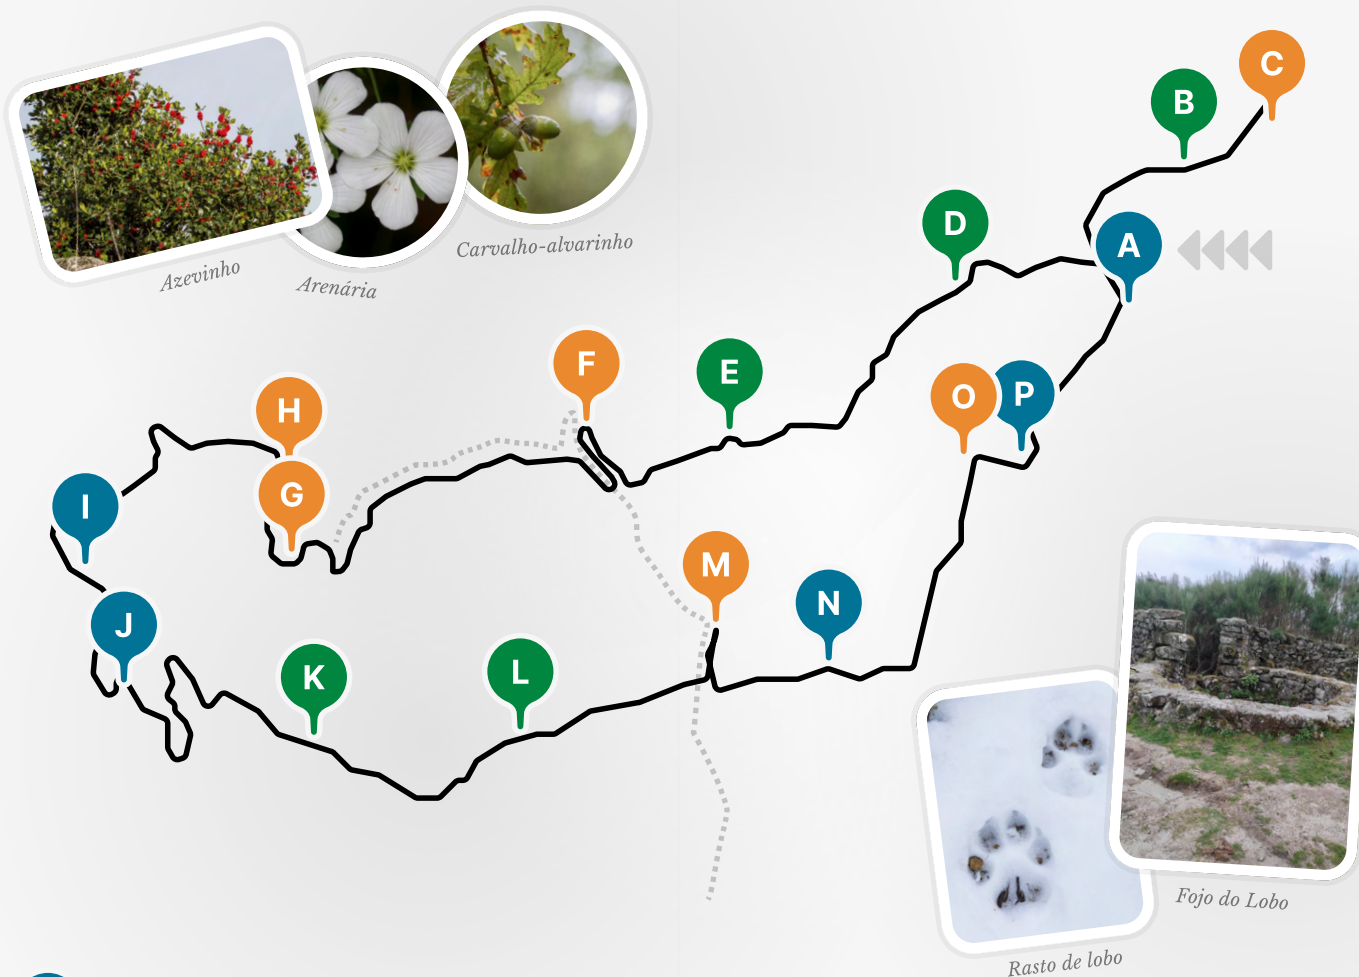 C
B
D
A
Carvalho-alvarinho
Azevinho
Arenária
F
E
H
O
P
G
I
M
N
J
K
L
Fojo do Lobo
Rasto de lobo